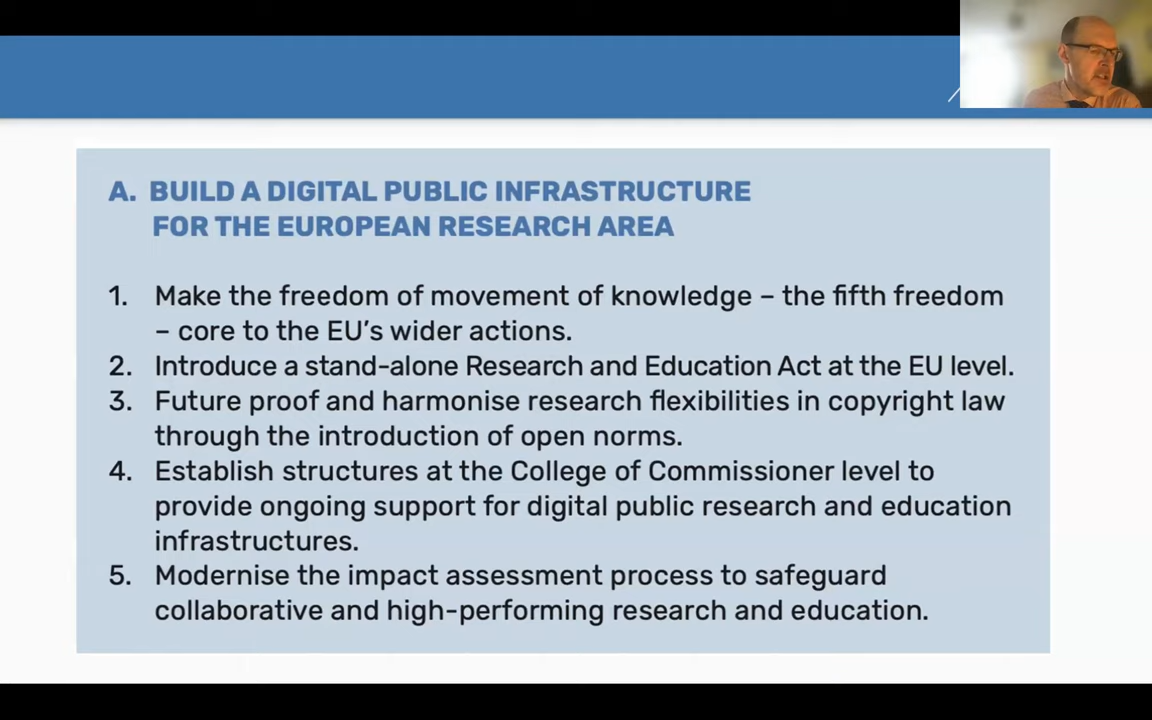 A. BUILD A DIGITAL PUBLIC INFRASTRUCTURE
FOR THE EUROPEAN RESEARCH AREA
1. Make the freedom of movement of knowledge – the fifth freedom
– core to the EU's wider actions.
2. Introduce a stand-alone Research and Education Act at the EU level.
3. Future proof and harmonise research flexibilities in copyright law
through the introduction of open norms.
4. Establish structures at the College of Commissioner level to
provide ongoing support for digital public research and education
infrastructures.
5. Modernise the impact assessment process to safeguard
collaborative and high-performing research and education.